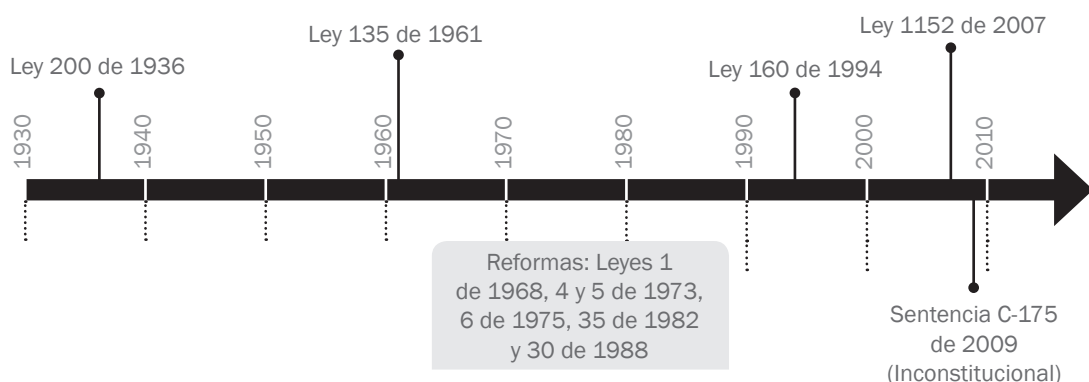 Ley 200 de 1936
Ley 135 de 1961
Ley 160 de 1994
Ley 1152 de 2007
1930
1940
1950
1960
1970
1980
1990
2000
2010
Reformas: Leyes 1
de 1968, 4 y 5 de 1973,
6 de 1975, 35 de 1982
y 30 de 1988
Sentencia C-175
de 2009
(Inconstitucional)